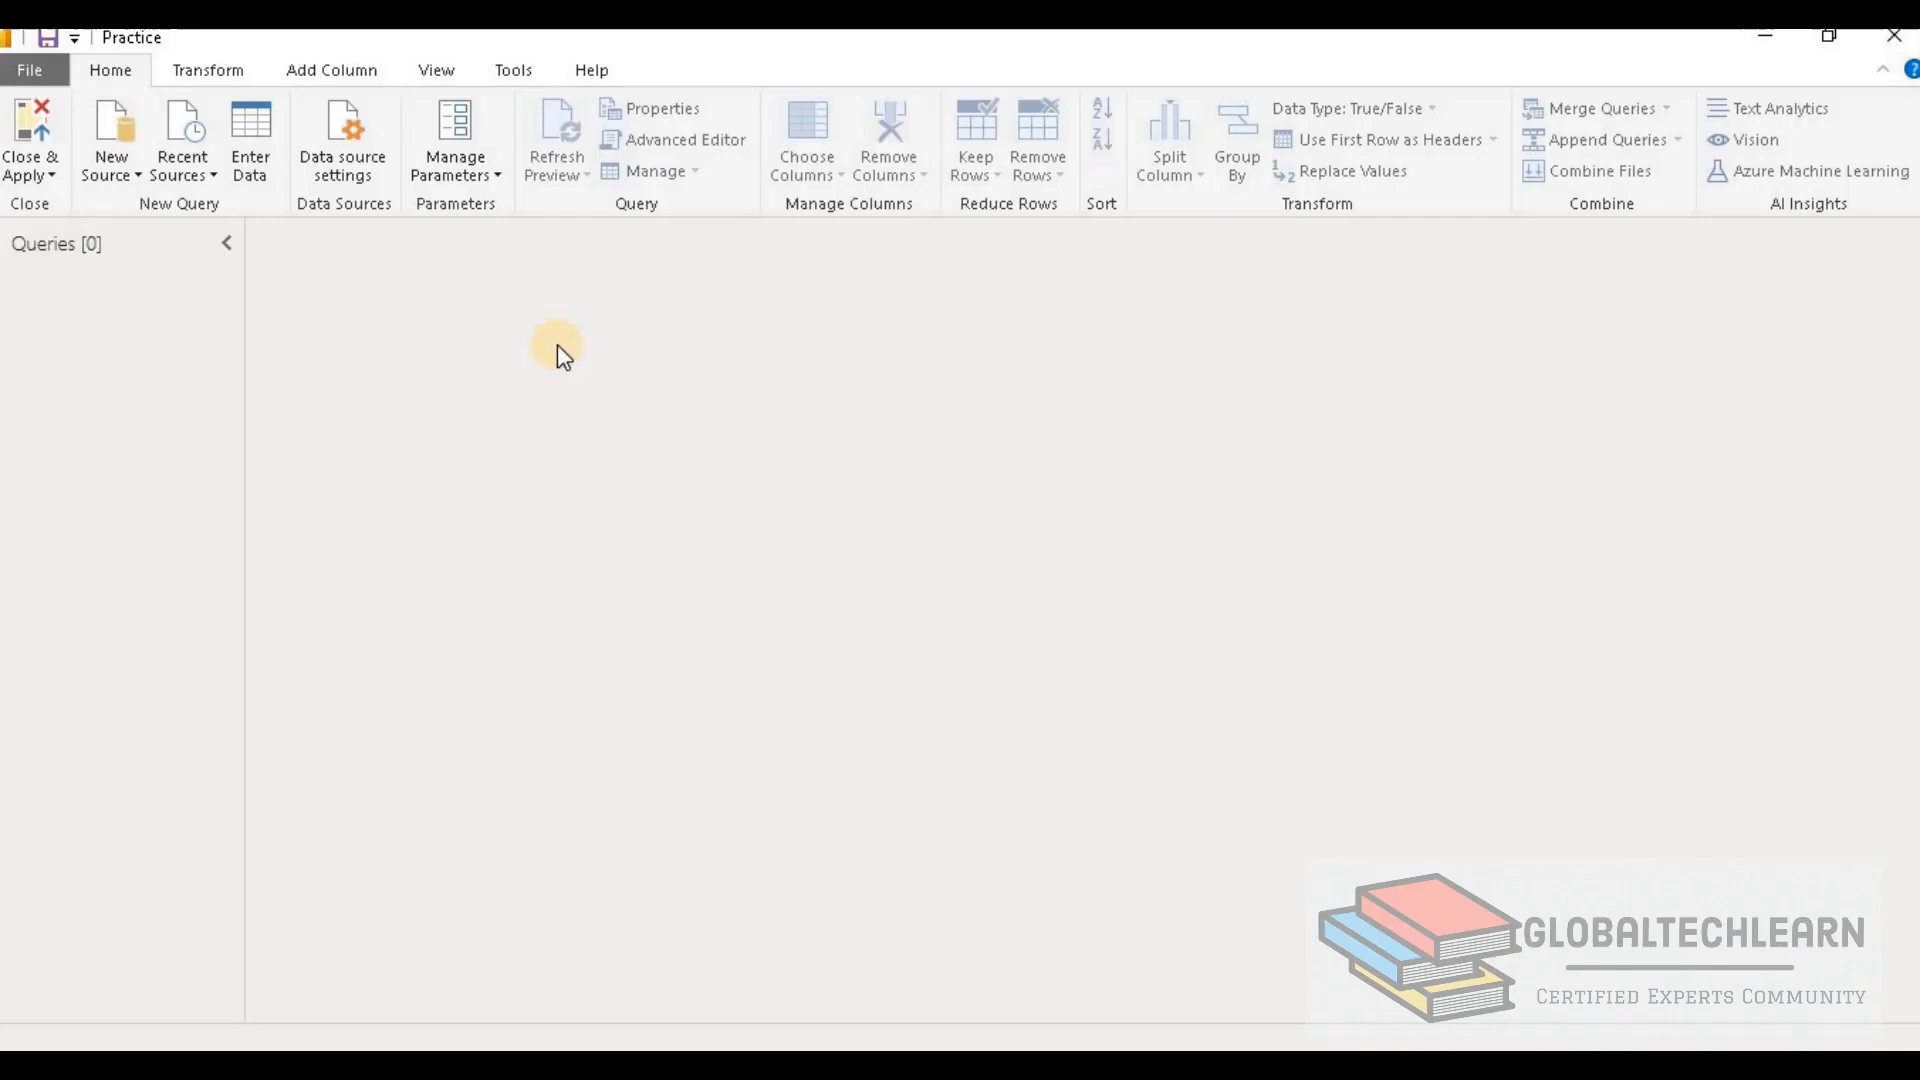 Practice
File Home Transform Add Column View Tools Help
Close & Apply
New Source
Recent Sources
Enter Data
Data source settings
Manage Parameters
Refresh Preview
Properties
Advanced Editor
Manage
Choose Columns
Remove Columns
Keep Rows
Remove Rows
Split Column
Group By
Data Type: True/False
Use First Row as Headers
Replace Values
Merge Queries
Append Queries
Combine Files
Text Analytics
Vision
Azure Machine Learning
Close New Query Data Sources Parameters Query Manage Columns Reduce Rows Sort Transform Combine AI Insights
Queries [0]
GLOBALTECHLEARN
CERTIFIED EXPERTS COMMUNITY